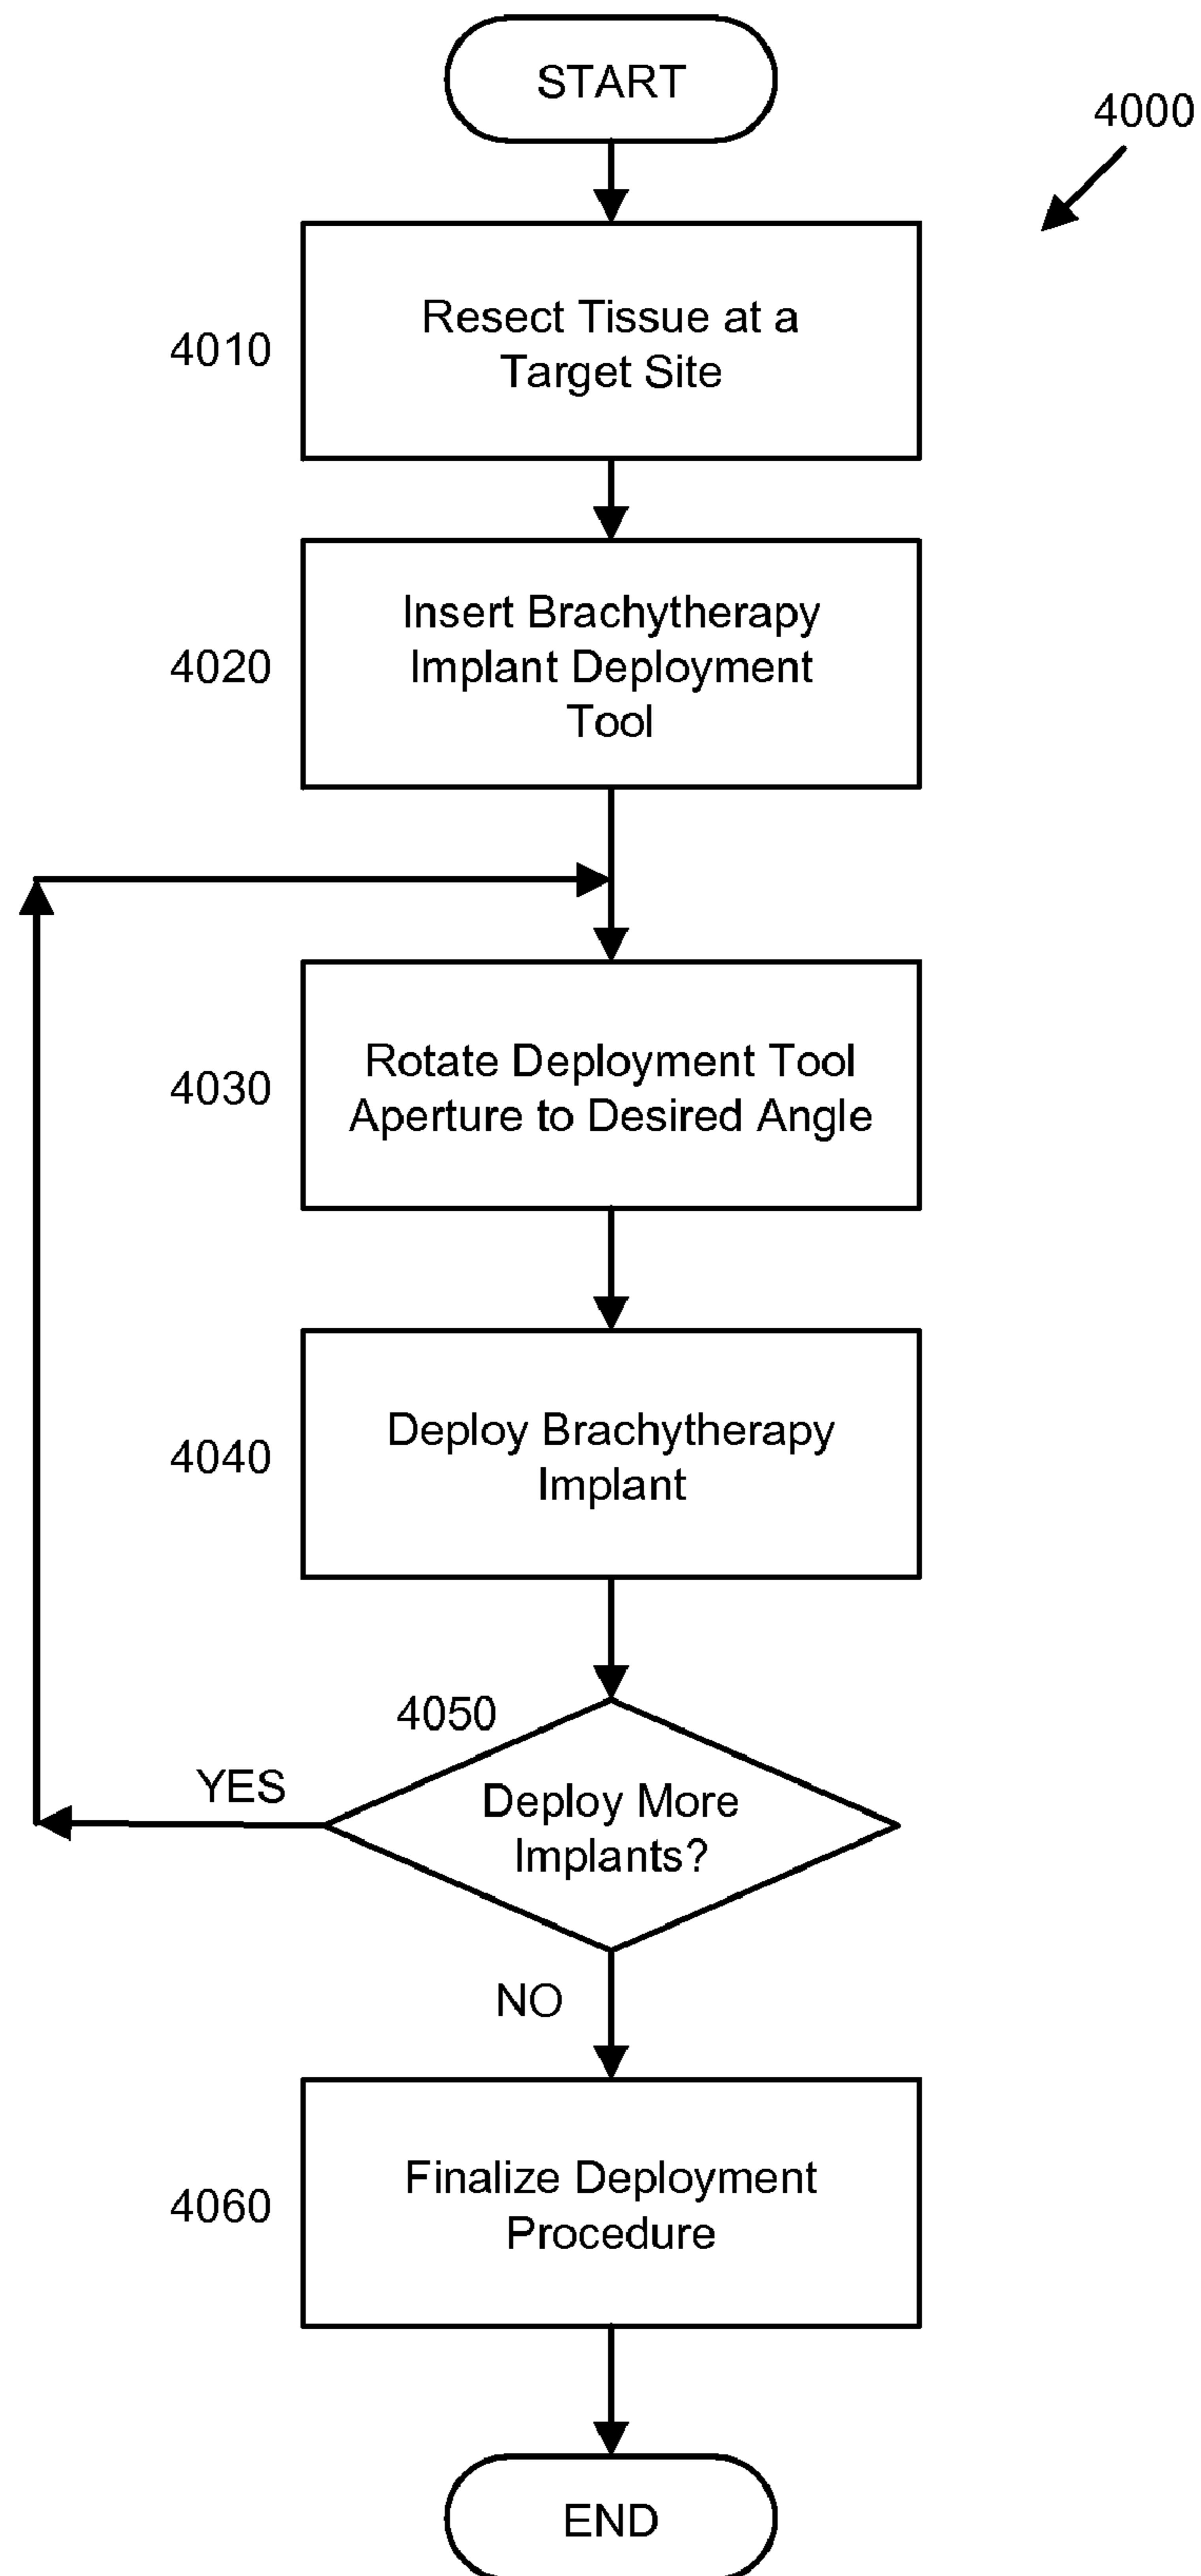 START
4000
4010
Resect Tissue at a
Target Site
4020
Insert Brachytherapy
Implant Deployment
Tool
4030
Rotate Deployment Tool
Aperture to Desired Angle
4040
Deploy Brachytherapy
Implant
4050
YES
Deploy More
Implants?
NO
4060
Finalize Deployment
Procedure
END